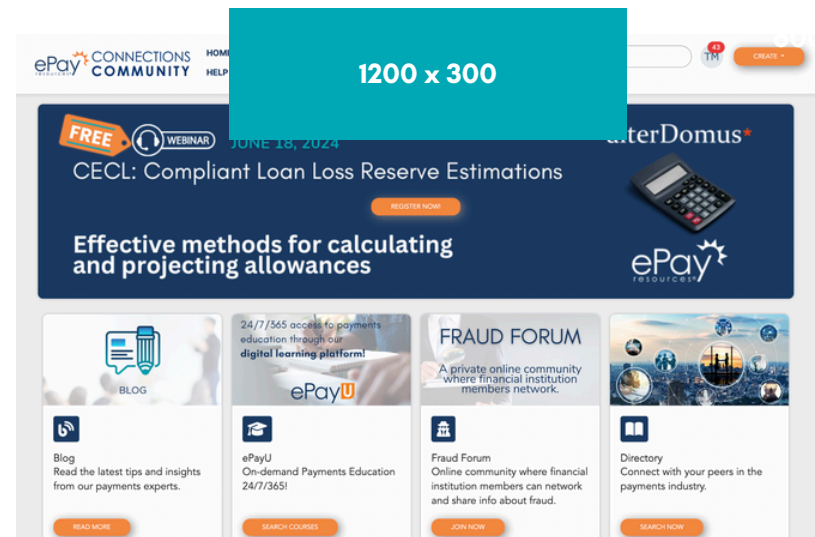 ePay resources®
CONNECTIONS
COMMUNITY
HOME
HELP
1200 x 300
43
TM
CREATE
FREE
WEBINAR
JUNE 18, 2024
CECL: Compliant Loan Loss Reserve Estimations
REGISTER NOW!
Effective methods for calculating
and projecting allowances
alterDomus*
ePay
resources®
BLOG
Blog
Read the latest tips and insights
from our payments experts.
READ MORE
24/7/365 access to payments
education through our
digital learning platform!
ePayU
ePayU
On-demand Payments Education
24/7/365!
SEARCH COURSES
FRAUD FORUM
A private online community
where financial institution
members network.
Fraud Forum
Online community where financial
institution members can network
and share info about fraud.
JOIN NOW
Directory
Connect with your peers in the
payments industry.
SEARCH NOW